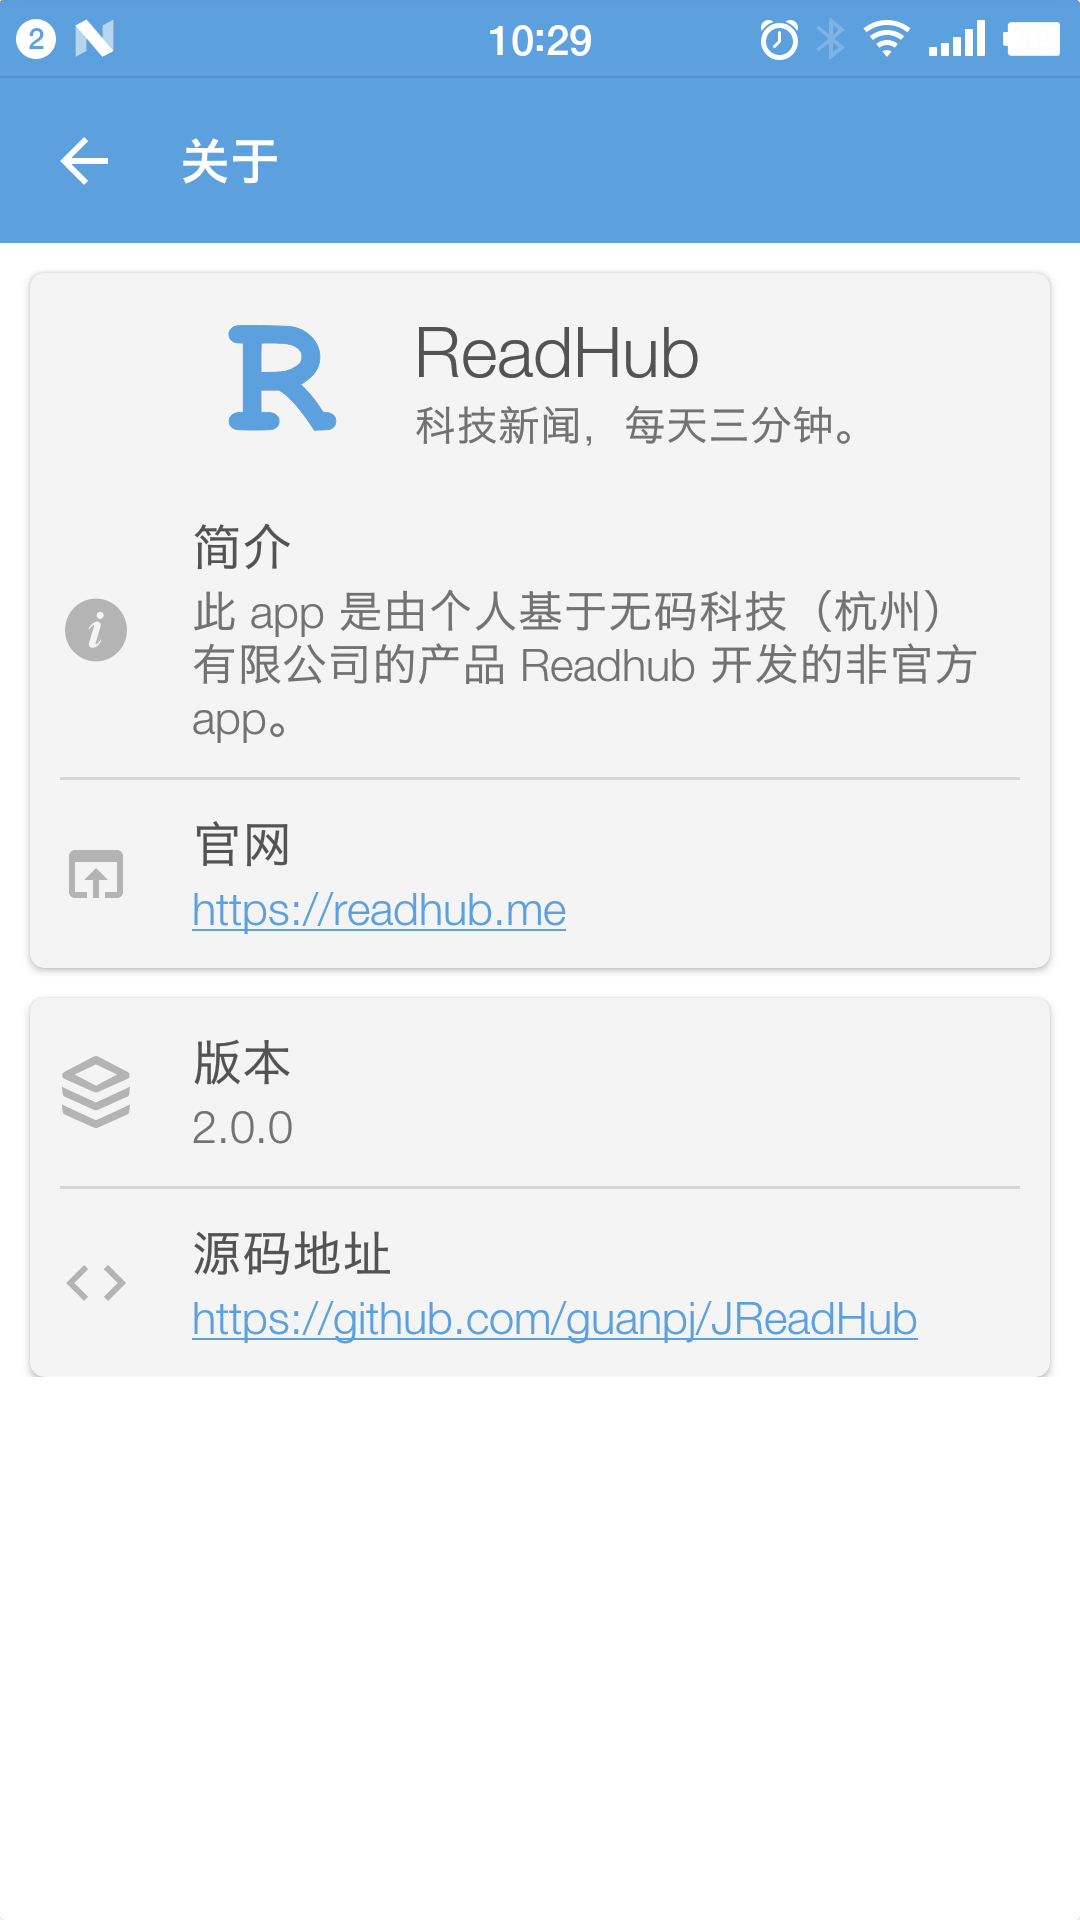 2
10:29
关于
R
ReadHub
科技新闻，每天三分钟。
简介
此 app 是由个人基于无码科技（杭州）
有限公司的产品 Readhub 开发的非官方
app。
官网
https://readhub.me
版本
2.0.0
源码地址
https://github.com/guanpj/JReadHub